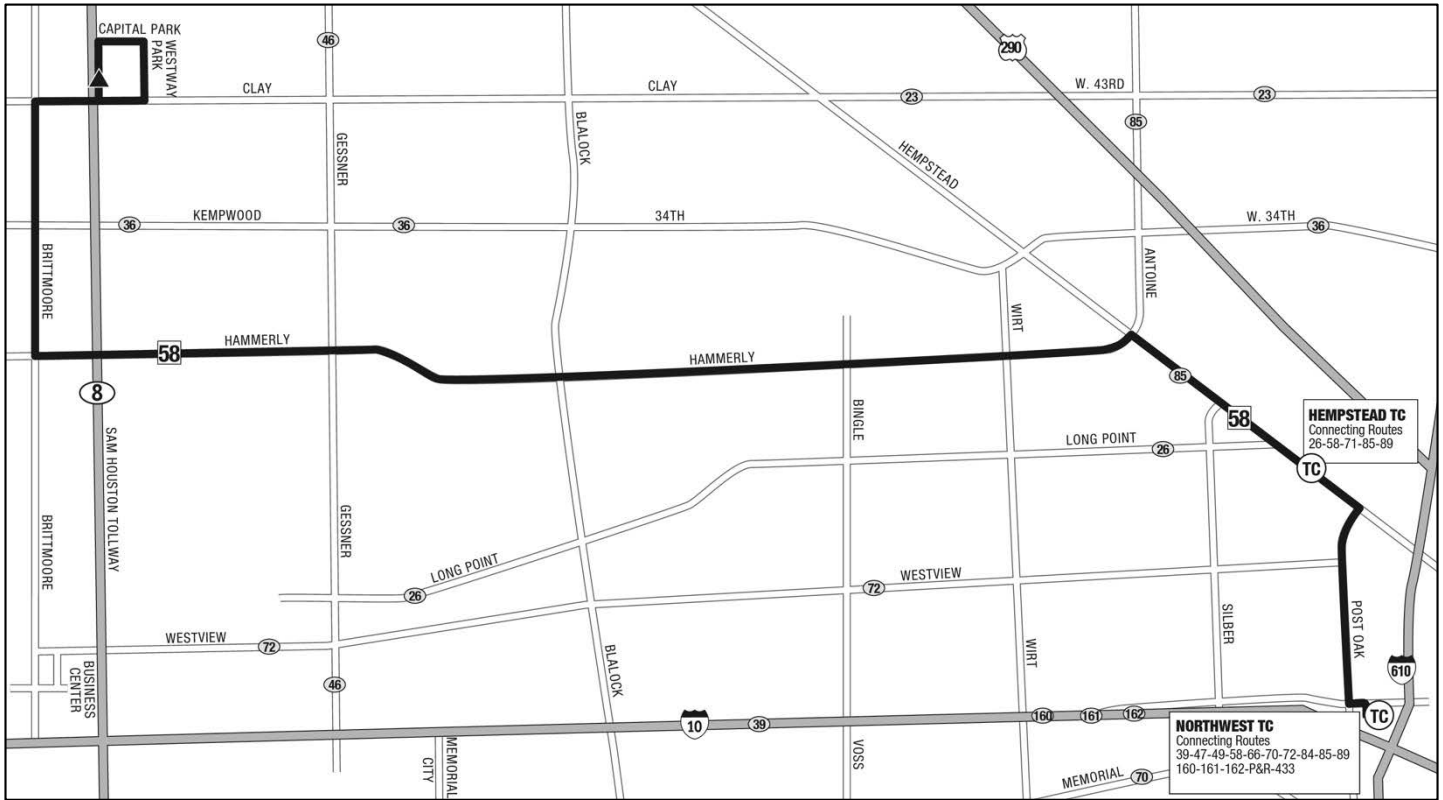 CAPITAL PARK
WESTWAY
PARK
46
290
CLAY
CLAY
23
W. 43RD
23
85
GESSNER
BLALOCK
HEMPSTEAD
36
KEMPWOOD
36
34TH
W. 34TH
36
BRITTMOORE
ANTOINE
WIRT
58
HAMMERLY
HAMMERLY
85
8
58
BINGLE
HEMPSTEAD TC
Connecting Routes
26-58-71-85-89
SAM HOUSTON TOLLWAY
LONG POINT
26
TC
BRITTMOORE
GESSNER
LONG POINT
26
WESTVIEW
72
SILBER
POST OAK
WESTVIEW
72
WIRT
BLALOCK
BUSINESS
CENTER
46
610
10
39
160
161
162
TC
NORTHWEST TC
Connecting Routes
39-47-49-58-66-70-72-84-85-89
160-161-162-P&R-433
MEMORIAL
CITY
VOSS
MEMORIAL
70